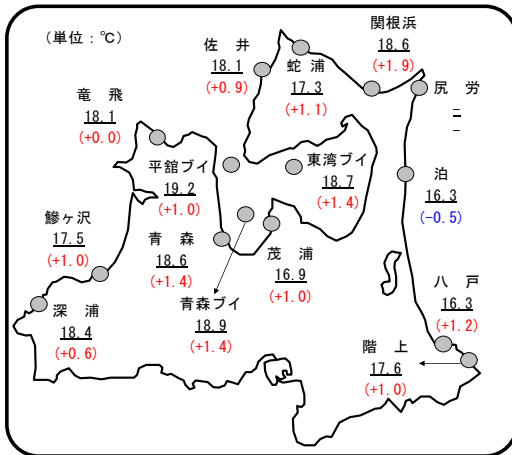 (単位：℃)
佐　井
18.1
(+0.9)
蛇　浦
17.3
(+1.1)
関根浜
18.6
(+1.9)
尻　労
－
－
竜　飛
18.1
(+0.0)
平舘ブイ
19.2
(+1.0)
東湾ブイ
18.7
(+1.4)
泊
16.3
(−0.5)
鰺ヶ沢
17.5
(+1.0)
青　森
18.6
(+1.4)
茂　浦
16.9
(+1.0)
青森ブイ
18.9
(+1.4)
深　浦
18.4
(+0.6)
八　戸
16.3
(+1.2)
階　上
17.6
(+1.0)